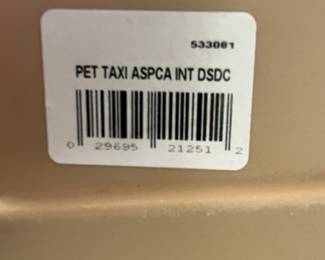 533081
PET TAXI ASPCA INT DSDC
0 29695 21251 2